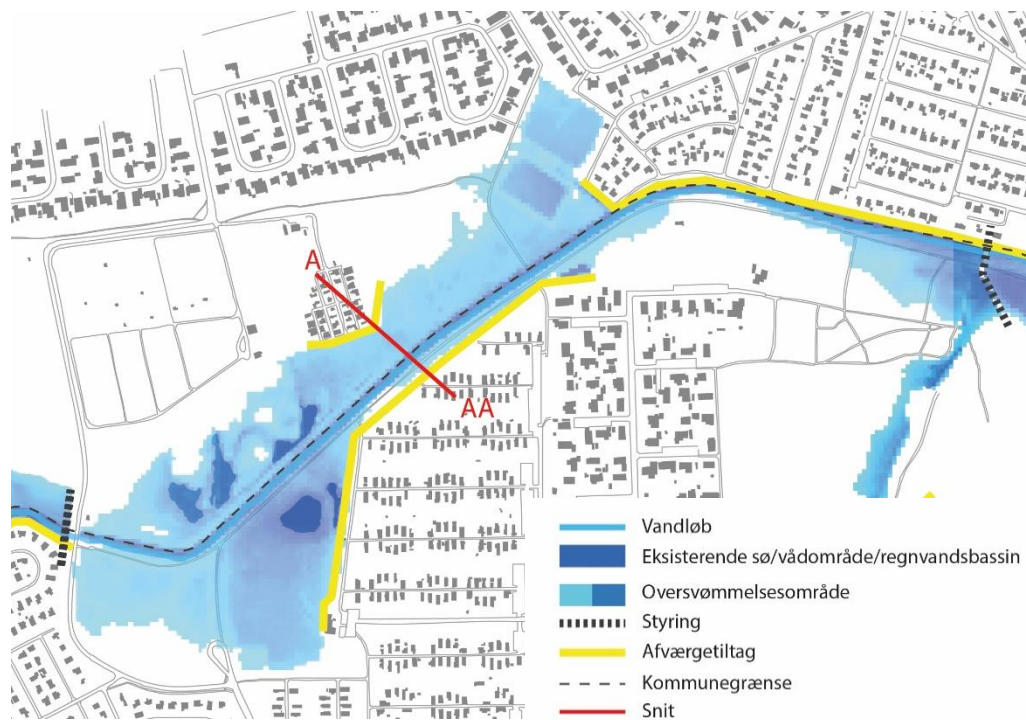 A
AA
Vandløb
Eksisterende sø/vådområde/regnvandsbassin
Oversvømmelsesområde
Styring
Afværgetiltag
Kommunegrænse
Snit